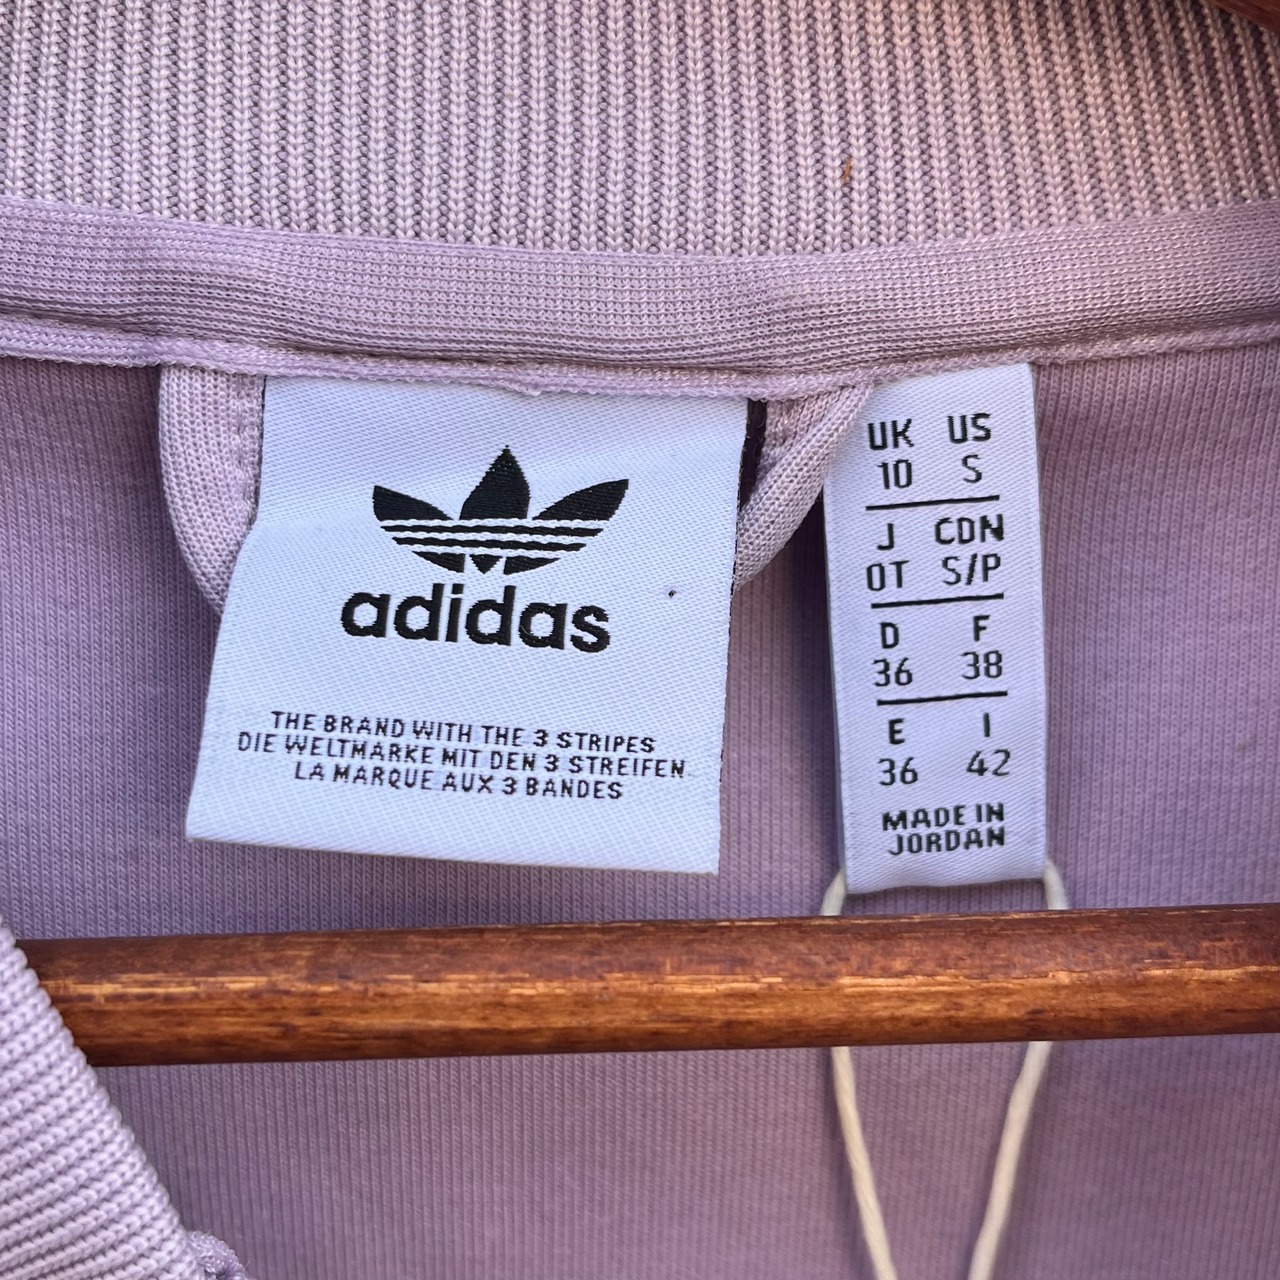 adidas
THE BRAND WITH THE 3 STRIPES
DIE WELTMARKE MIT DEN 3 STREIFEN
LA MARQUE AUX 3 BANDES
UK US
10 S
J CDN
OT S/P
D F
36 38
E I
36 42
MADE IN
JORDAN